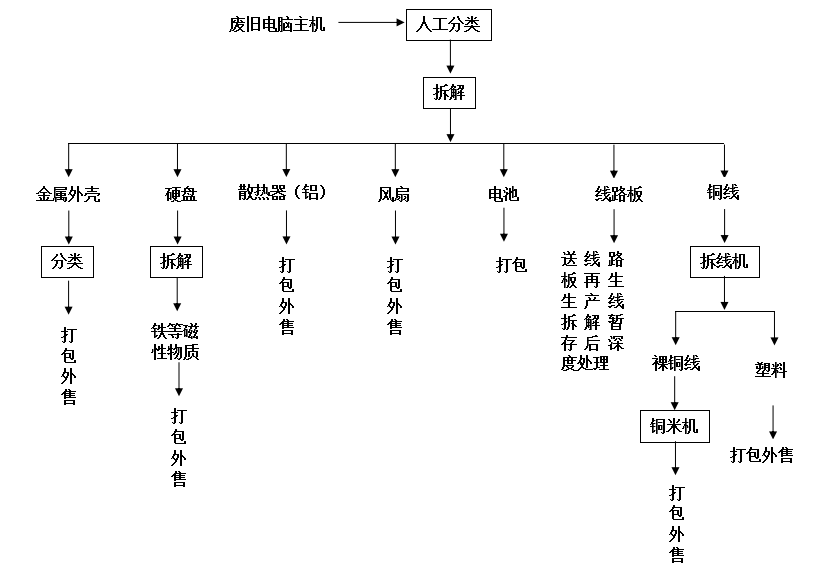 废旧电脑主机
人工分类
拆解
金属外壳
硬盘
散热器（铝）
风扇
电池
线路板
铜线
分类
拆解
打包外售
打包外售
打包
送线路
板再生
生产线
拆解暂
存后深
度处理
拆线机
打包外售
铁等磁
性物质
打包外售
裸铜线
塑料
铜米机
打包外售
打包外售